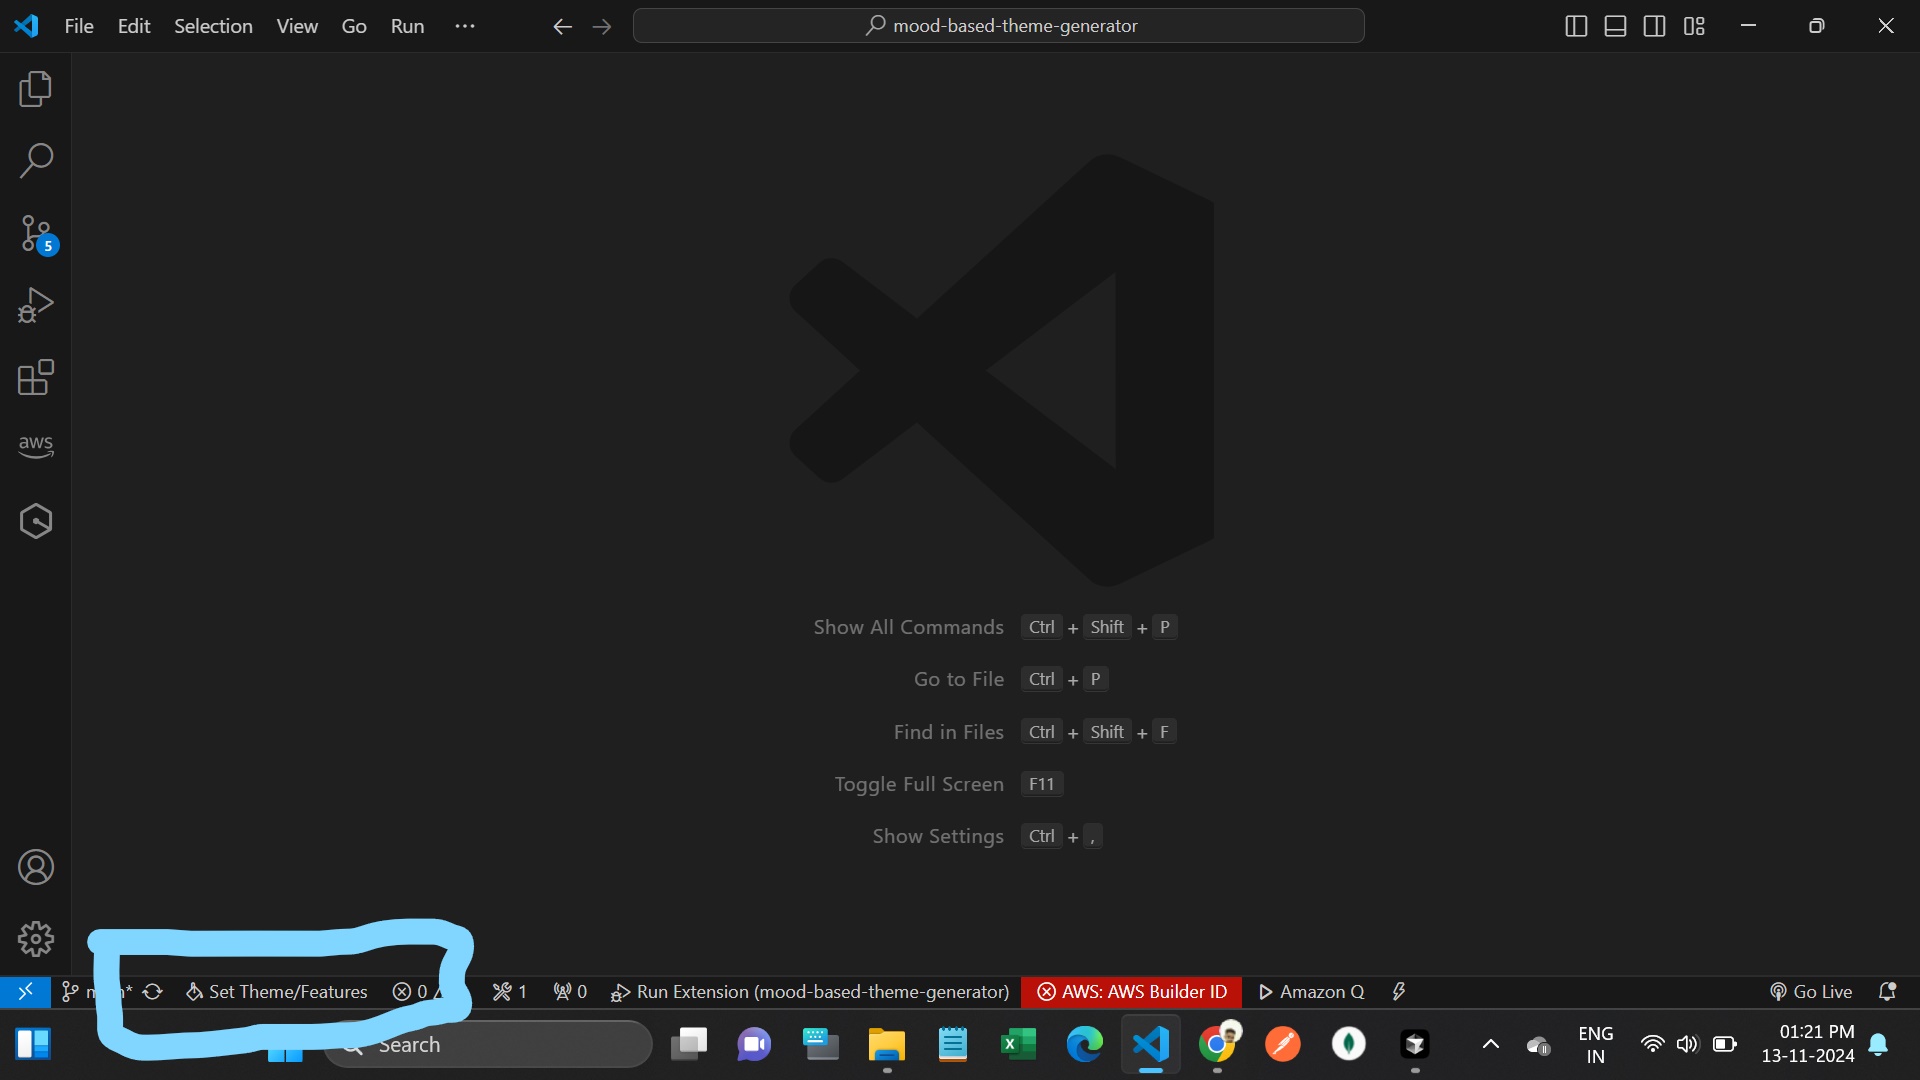 File Edit Selection View Go Run ···
mood-based-theme-generator
5
aws
Show All Commands Ctrl + Shift + P
Go to File Ctrl + P
Find in Files Ctrl + Shift + F
Toggle Full Screen F11
Show Settings Ctrl + ,
Set Theme/Features 0 1 0 Run Extension (mood-based-theme-generator) AWS: AWS Builder ID Amazon Q Go Live
Search
ENG
IN
01:21 PM
13-11-2024